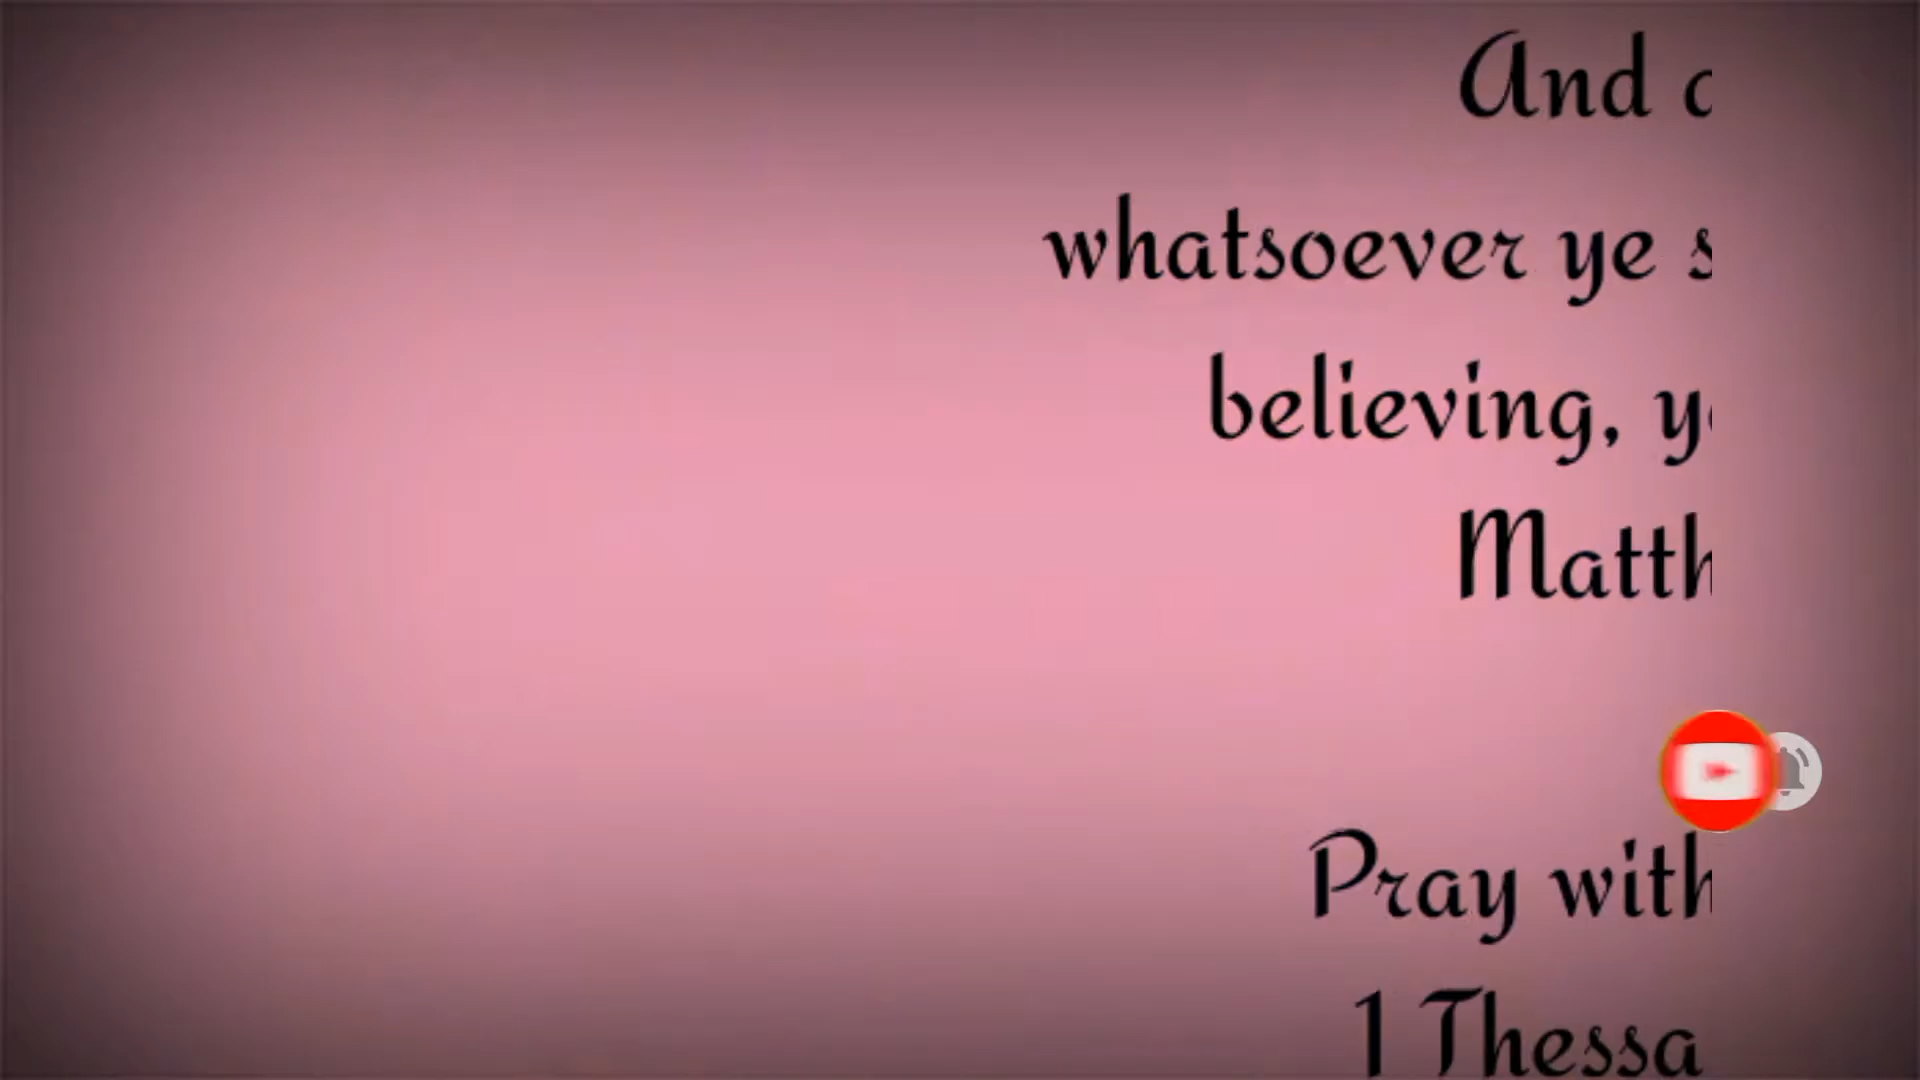 And
whatsoever ye
believing,
Matth
Pray with
1 Thessa